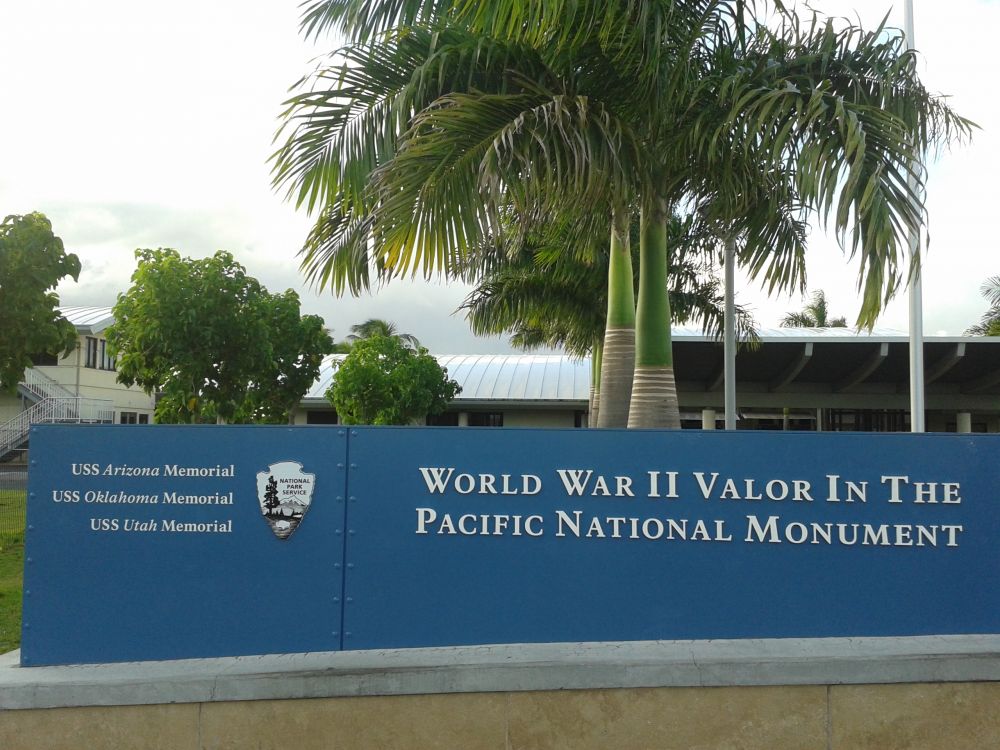 USS Arizona Memorial
USS Oklahoma Memorial
USS Utah Memorial
NATIONAL
PARK
SERVICE
WORLD WAR II VALOR IN THE
PACIFIC NATIONAL MONUMENT